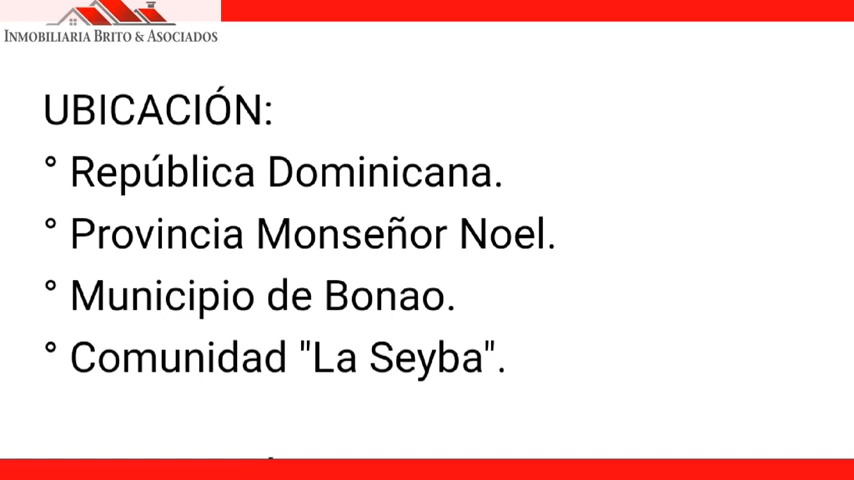 INMOBILIARIA BRITO & ASOCIADOS
UBICACIÓN:
° República Dominicana.
° Provincia Monseñor Noel.
° Municipio de Bonao.
° Comunidad "La Seyba".